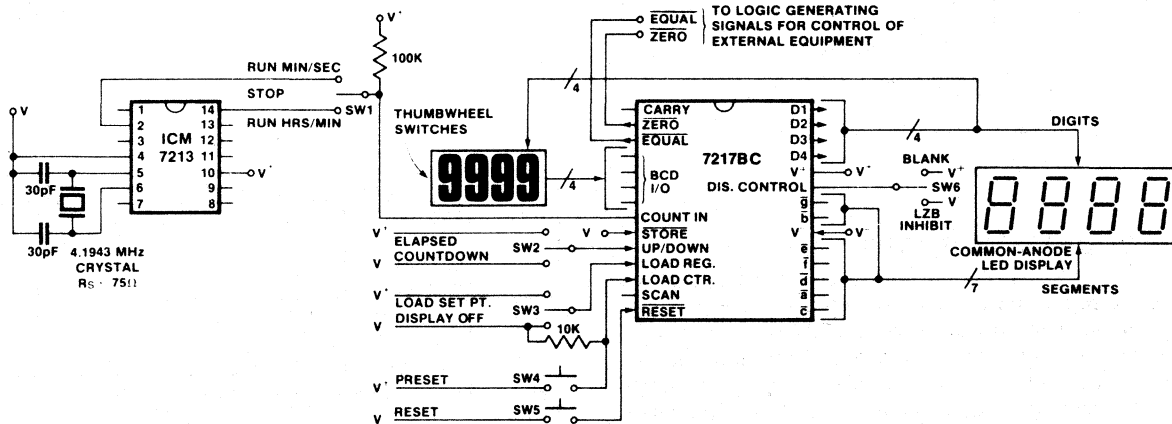 V+
100K
RUN MIN/SEC
STOP
SW1
RUN HRS/MIN
V-
1
2
3
4
5
6
7
ICM
7213
14
13
12
11
10
9
8
V+
30pF
30pF
4.1943 MHz
CRYSTAL
RS · 75Ω
THUMBWHEEL
SWITCHES
9999
4
EQUAL
ZERO
TO LOGIC GENERATING
SIGNALS FOR CONTROL OF
EXTERNAL EQUIPMENT
4
CARRY
ZERO
EQUAL
BCD
I/O
COUNT IN
STORE
UP/DOWN
LOAD REG.
LOAD CTR.
SCAN
RESET
7217BC
D1
D2
D3
D4
V+
DIS. CONTROL
g
b
V-
e
f
d
a
c
4
V+
V-
BLANK
V+
SW6
V-
LZB
INHIBIT
DIGITS
8888
COMMON-ANODE
LED DISPLAY
7
SEGMENTS
V+
ELAPSED
V-
SW2
COUNTDOWN
V-
V+
LOAD SET PT.
SW3
DISPLAY OFF
V-
10K
V+
PRESET
SW4
V-
RESET
SW5